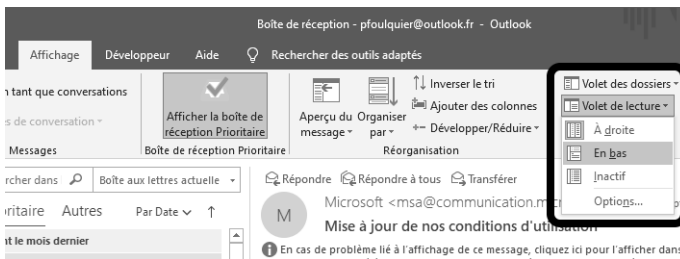 Boîte de réception - pfoulquier@outlook.fr - Outlook
Affichage Développeur Aide Rechercher des outils adaptés
n tant que conversations
es de conversation
Messages
Afficher la boîte de
réception Prioritaire
Boîte de réception Prioritaire
Aperçu du
message
Organiser
par
Inverser le tri
Ajouter des colonnes
Développer/Réduire
Réorganisation
Volet des dossiers
Volet de lecture
À droite
En bas
Inactif
Options...
rcher dans Boîte aux lettres actuelle
oritaire Autres Par Date
nt le mois dernier
Répondre Répondre à tous Transférer
M
Microsoft <msa@communication.m
Mise à jour de nos conditions d'utilisation
En cas de problème lié à l'affichage de ce message, cliquez ici pour l'afficher dans